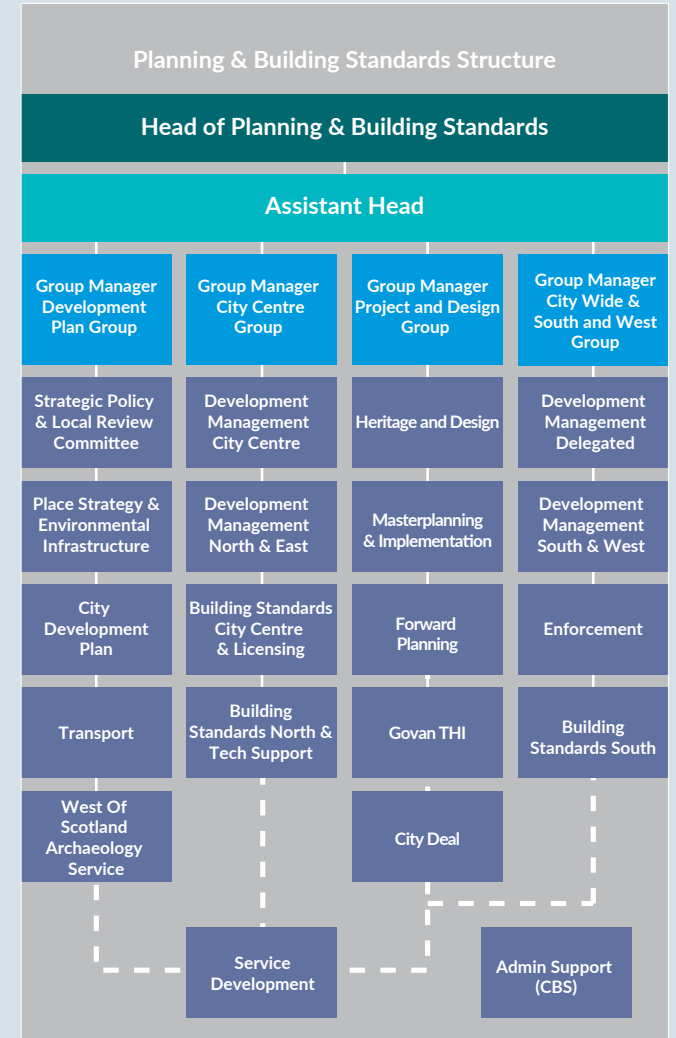 Planning & Building Standards Structure
Head of Planning & Building Standards
Assistant Head
Group Manager
Development
Plan Group
Group Manager
City Centre
Group
Group Manager
Project and Design
Group
Group Manager
City Wide &
South and West
Group
Strategic Policy
& Local Review
Committee
Development
Management
City Centre
Heritage and Design
Development
Management
Delegated
Place Strategy &
Environmental
Infrastructure
Development
Management
North & East
Masterplanning
& Implementation
Development
Management
South & West
City
Development
Plan
Building Standards
City Centre
& Licensing
Forward
Planning
Enforcement
Transport
Building
Standards North &
Tech Support
Govan THI
Building
Standards South
West Of
Scotland
Archaeology
Service
City Deal
Service
Development
Admin Support
(CBS)